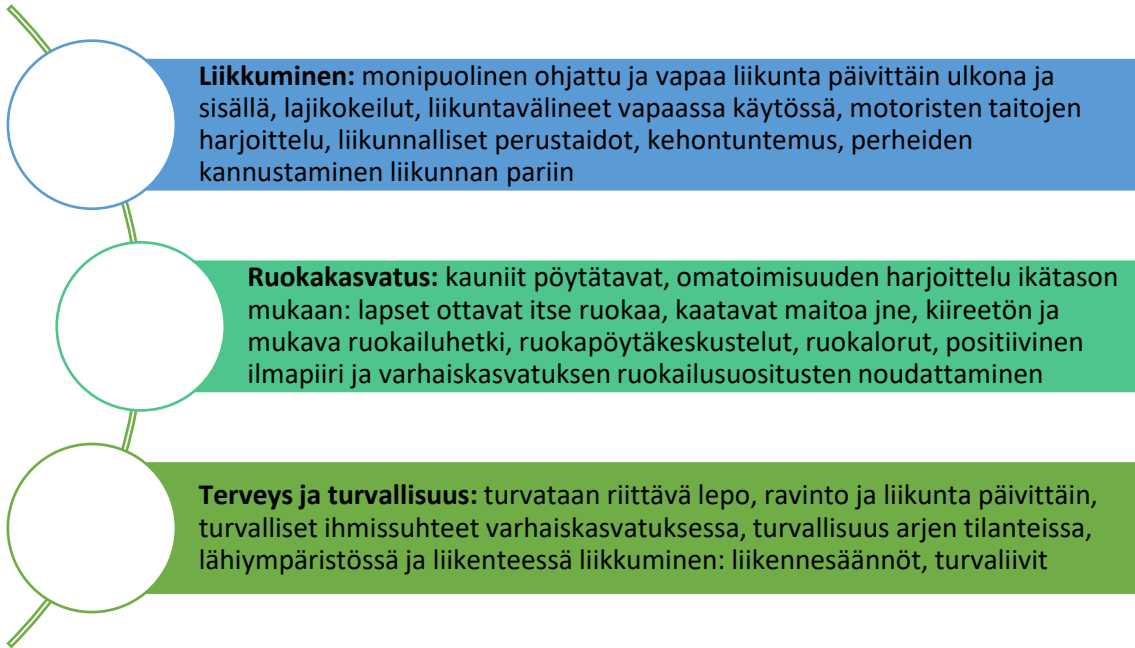 Liikkuminen: monipuolinen ohjattu ja vapaa liikunta päivittäin ulkona ja
sisällä, lajikokeilut, liikuntavälineet vapaassa käytössä, motoristen taitojen
harjoittelu, liikunnalliset perustaidot, kehontuntemus, perheiden
kannustaminen liikunnan pariin
Ruokakasvatus: kauniit pöytätavat, omatoimisuuden harjoittelu ikätason
mukaan: lapset ottavat itse ruokaa, kaatavat maitoa jne, kiireetön ja
mukava ruokailuhetki, ruokapöytäkeskustelut, ruokalorut, positiivinen
ilmapiiri ja varhaiskasvatuksen ruokailusuositusten noudattaminen
Terveys ja turvallisuus: turvataan riittävä lepo, ravinto ja liikunta päivittäin,
turvalliset ihmissuhteet varhaiskasvatuksessa, turvallisuus arjen tilanteissa,
lähiympäristössä ja liikenteessä liikkuminen: liikennesäännöt, turvaliivit